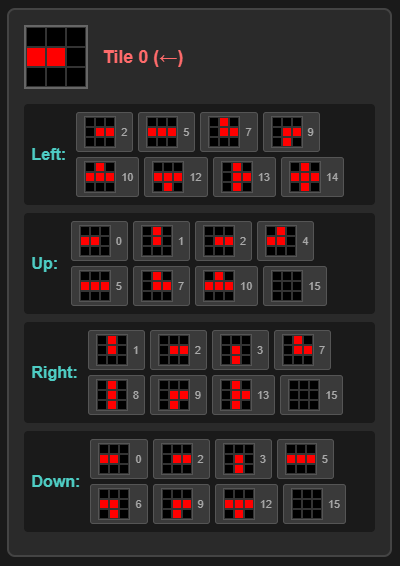 Tile 0 (←)
2 5 7 9
Left:
10 12 13 14
0 1 2 4
Up:
5 7 10 15
1 2 3 7
Right:
8 9 13 15
0 2 3 5
Down:
6 9 12 15